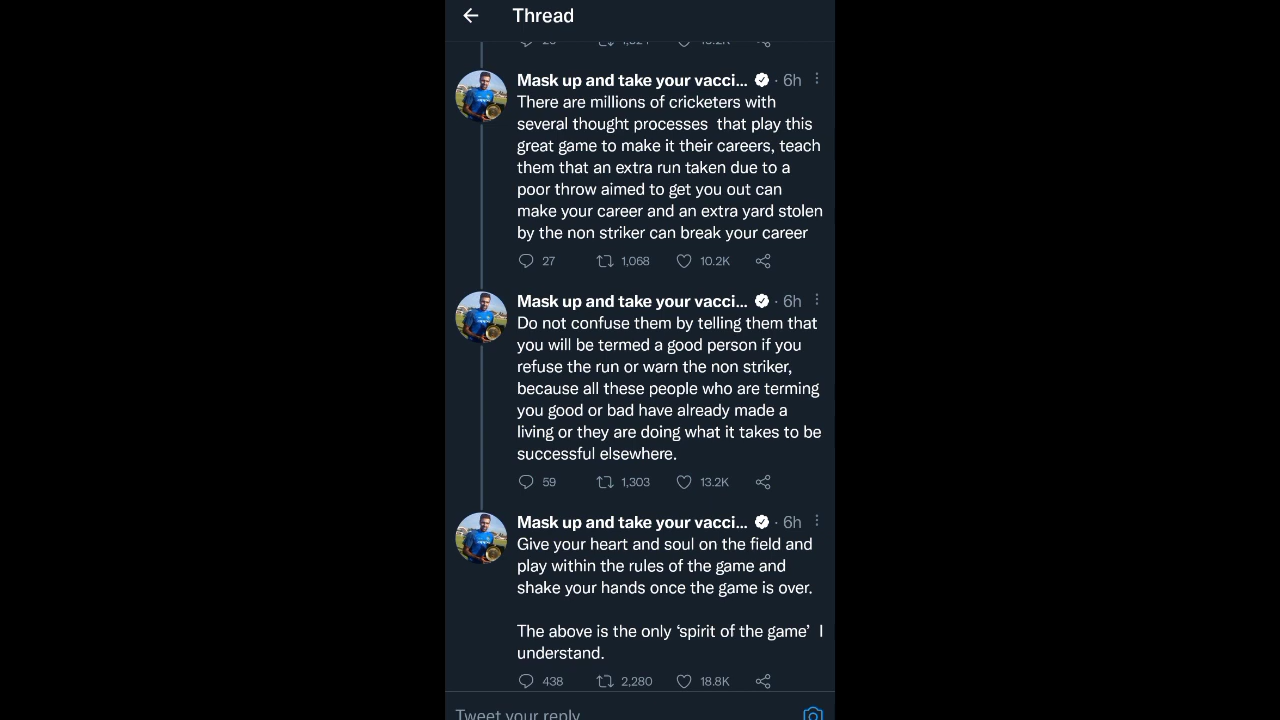 Thread
Mask up and take your vacci... · 6h
There are millions of cricketers with
several thought processes that play this
great game to make it their careers, teach
them that an extra run taken due to a
poor throw aimed to get you out can
make your career and an extra yard stolen
by the non striker can break your career
27 1,068 10.2K
Mask up and take your vacci... · 6h
Do not confuse them by telling them that
you will be termed a good person if you
refuse the run or warn the non striker,
because all these people who are terming
you good or bad have already made a
living or they are doing what it takes to be
successful elsewhere.
59 1,303 13.2K
Mask up and take your vacci... · 6h
Give your heart and soul on the field and
play within the rules of the game and
shake your hands once the game is over.
The above is the only ‘spirit of the game’ I
understand.
438 2,280 18.8K
Tweet your reply